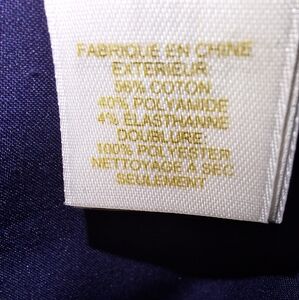 FABRIQUE EN CHINE
EXTERIEUR
56% COTON
40% POLYAMIDE
4% ELASTHANNE
DOUBLURE
100% POLYESTER
NETTOYAGE A SEC
SEULEMENT